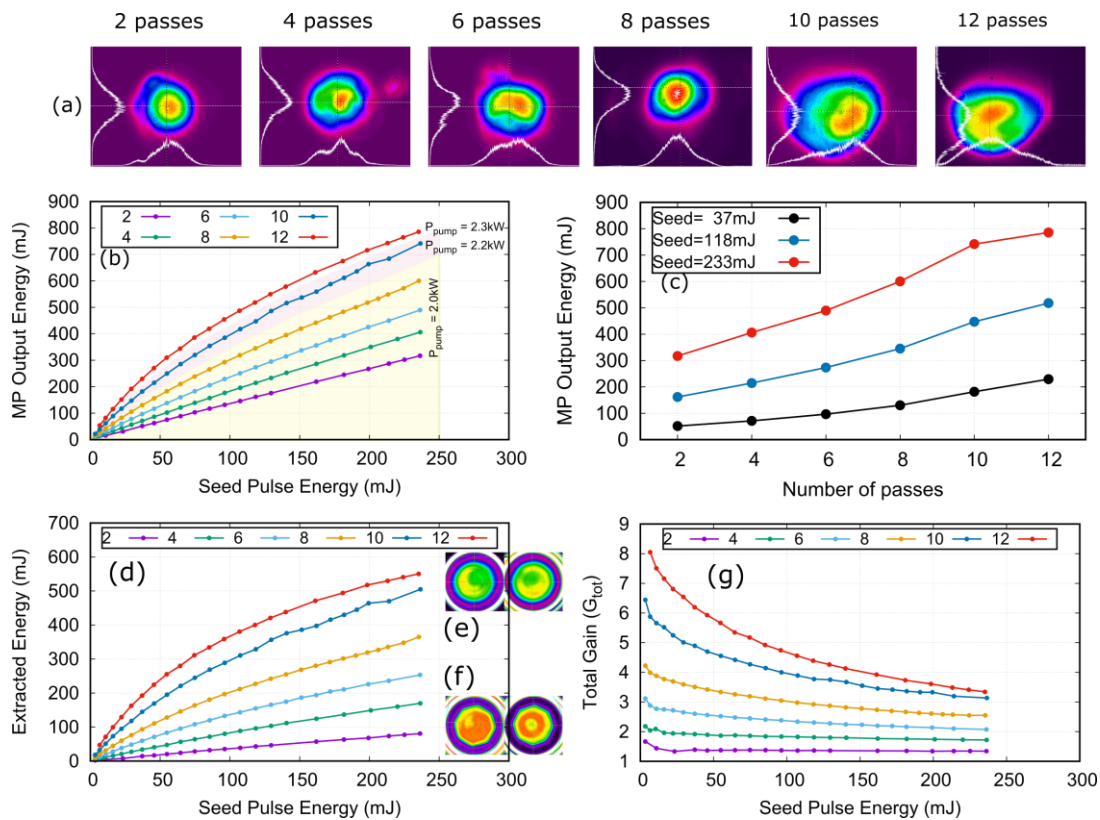 2 passes 4 passes 6 passes 8 passes 10 passes 12 passes
(a)
900
800
700
600
500
400
300
200
100
0
MP Output Energy (mJ)
2 6 10
4 8 12
(b)
P_pump = 2.3kW
P_pump = 2.2kW
P_pump = 2.0kW
0 50 100 150 200 250 300
Seed Pulse Energy (mJ)
900
800
700
600
500
400
300
200
100
0
MP Output Energy (mJ)
Seed= 37mJ
Seed=118mJ
Seed=233mJ
(c)
2 4 6 8 10 12
Number of passes
700
600
500
400
300
200
100
0
Extracted Energy (mJ)
2 4 6 8 10 12
(d)
(e)
(f)
0 50 100 150 200 250 300
Seed Pulse Energy (mJ)
9
8
7
6
5
4
3
2
1
Total Gain (G_tot)
2 4 6 8 10 12
(g)
0 50 100 150 200 250 300
Seed Pulse Energy (mJ)